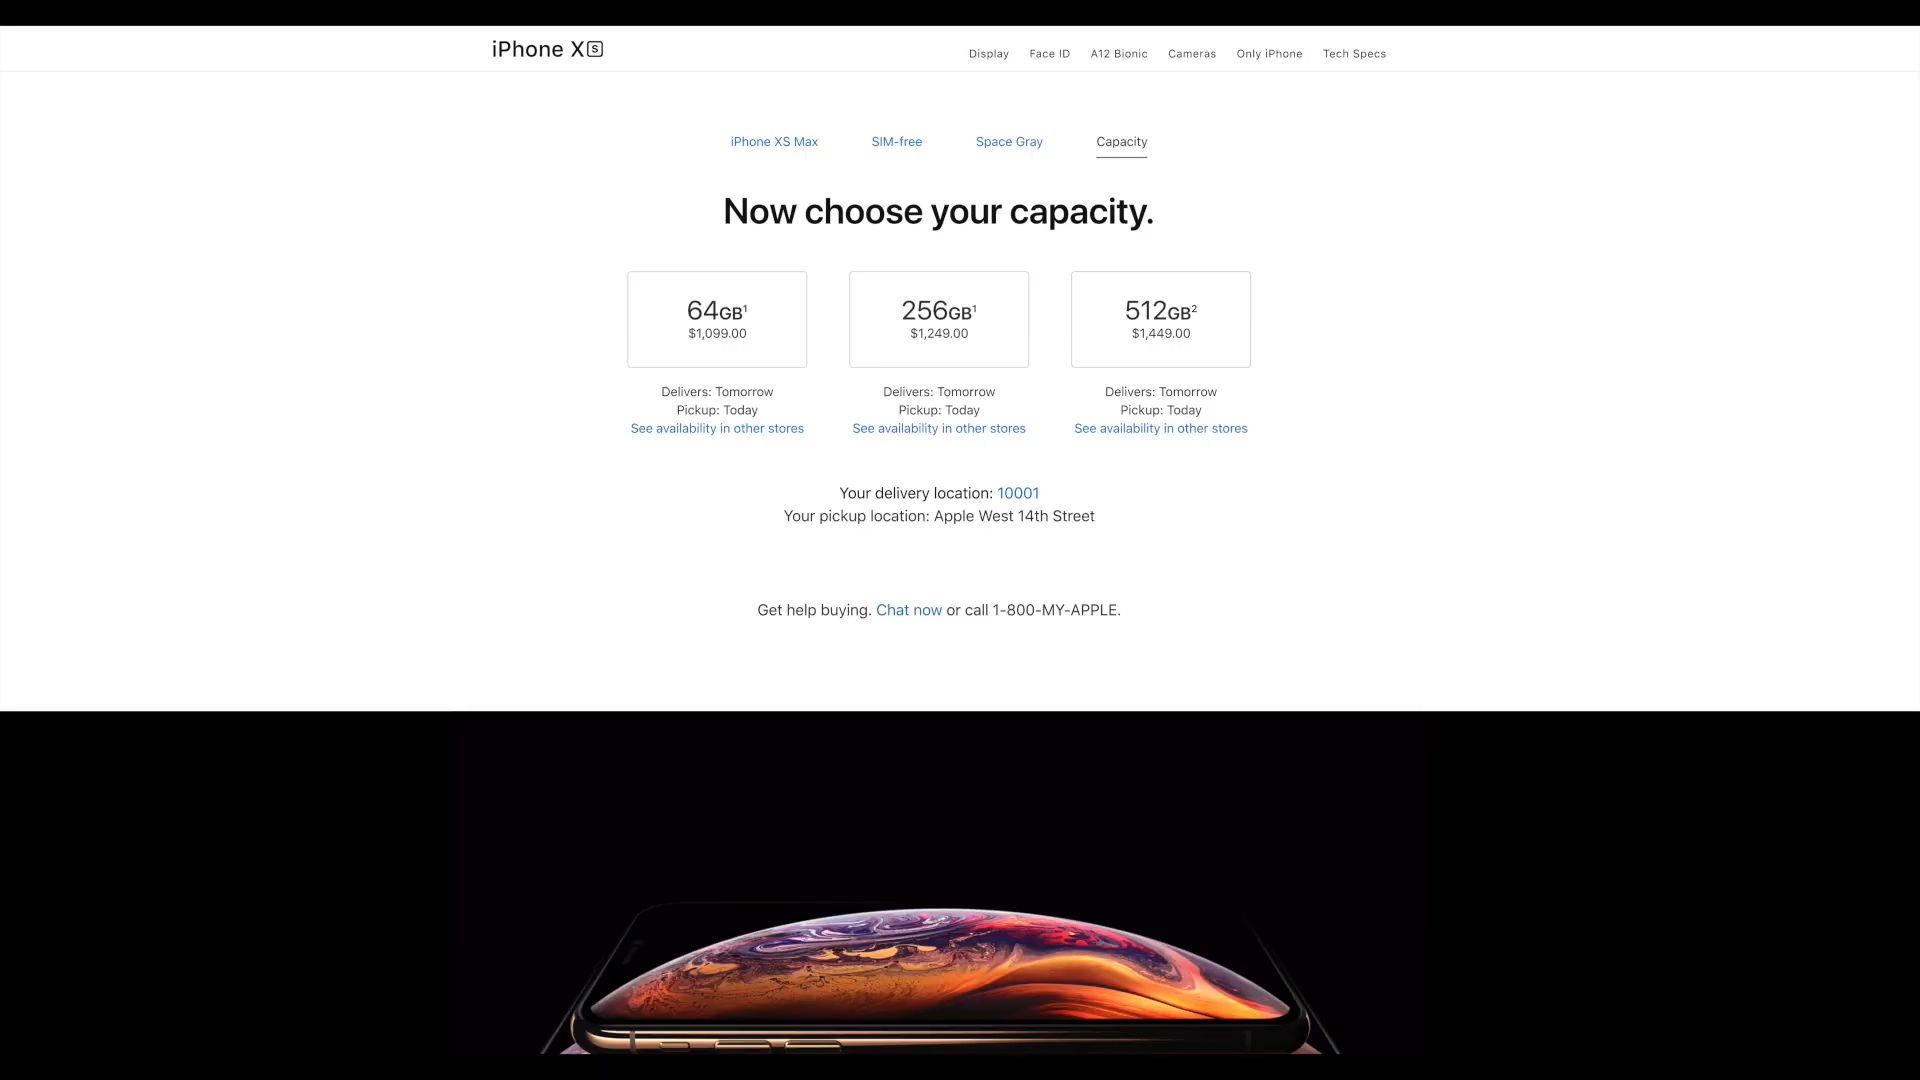 iPhone XS
Display Face ID A12 Bionic Cameras Only iPhone Tech Specs
iPhone XS Max SIM-free Space Gray Capacity
Now choose your capacity.
64GB¹ 256GB¹ 512GB²
$1,099.00 $1,249.00 $1,449.00
Delivers: Tomorrow Delivers: Tomorrow Delivers: Tomorrow
Pickup: Today Pickup: Today Pickup: Today
See availability in other stores See availability in other stores See availability in other stores
Your delivery location: 10001
Your pickup location: Apple West 14th Street
Get help buying. Chat now or call 1-800-MY-APPLE.